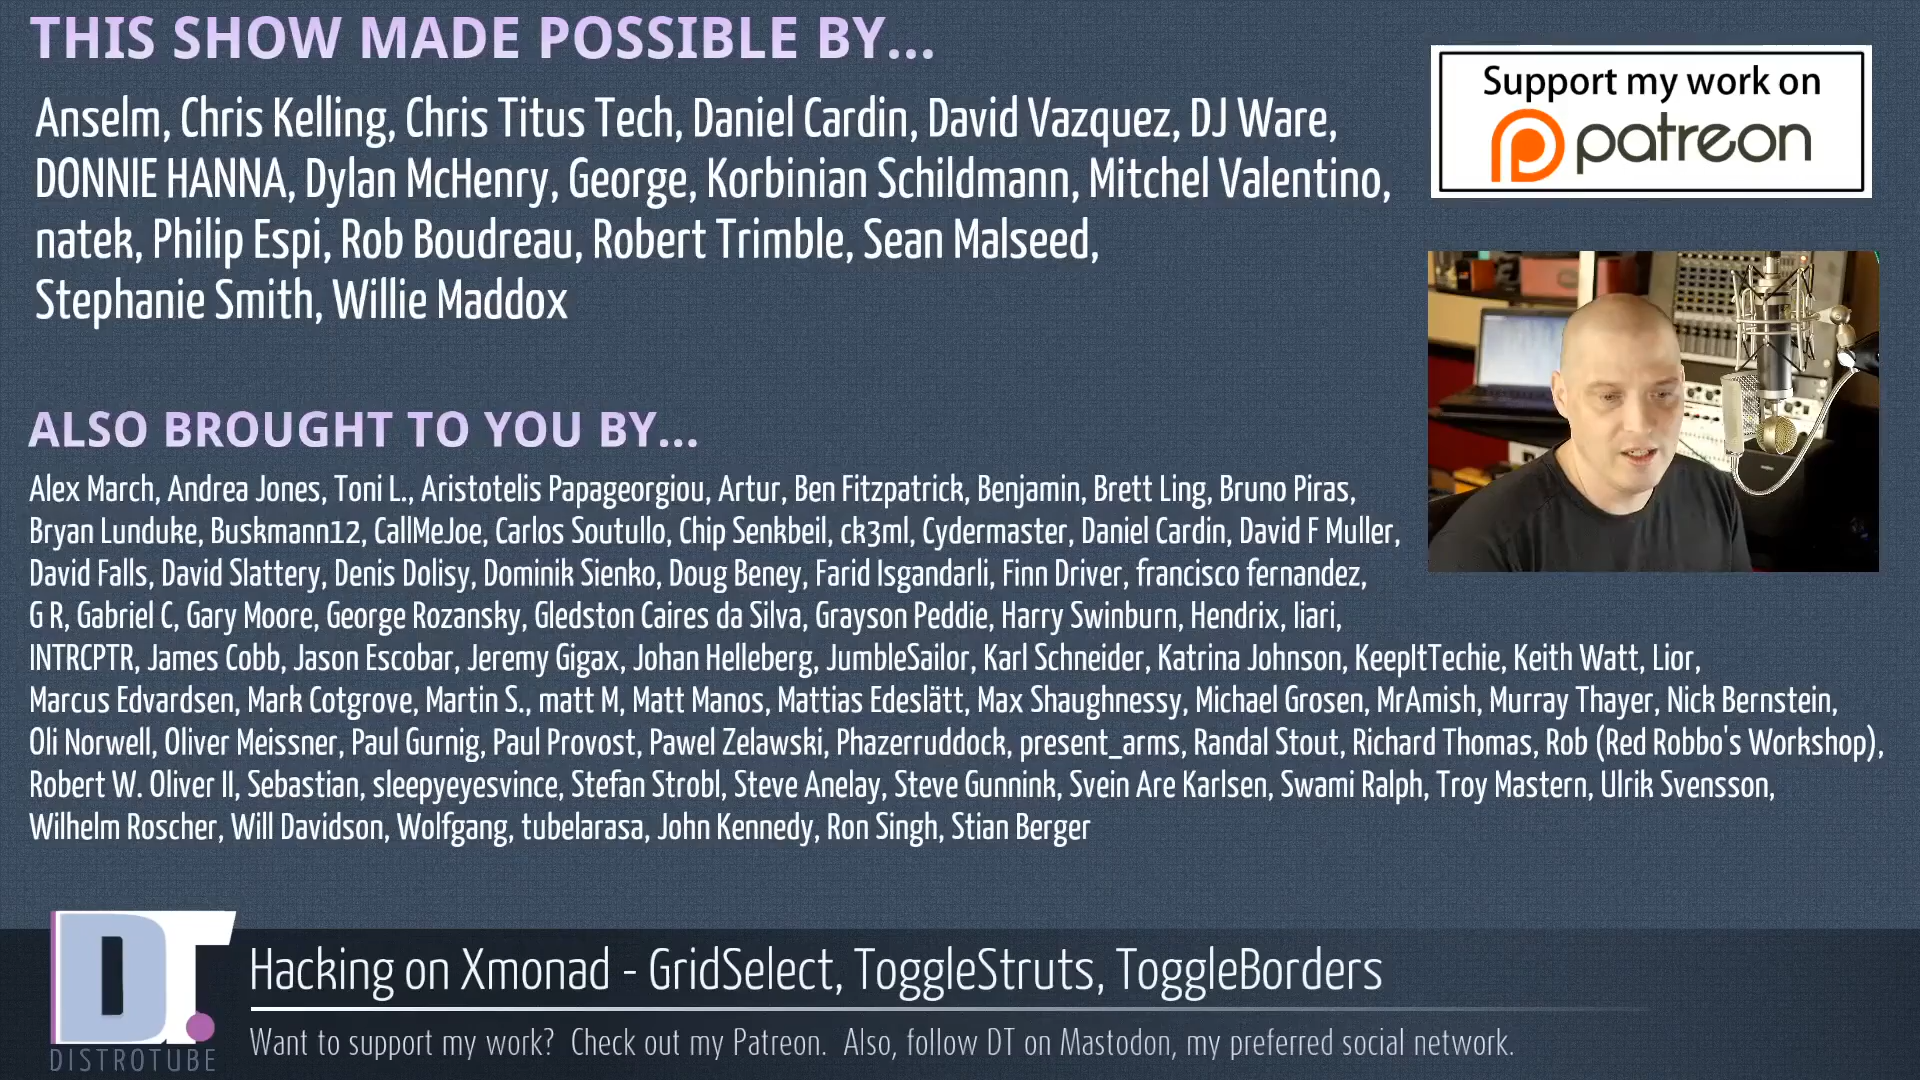 THIS SHOW MADE POSSIBLE BY...
Anselm, Chris Kelling, Chris Titus Tech, Daniel Cardin, David Vazquez, DJ Ware,
DONNIE HANNA, Dylan McHenry, George, Korbinian Schildmann, Mitchel Valentino,
natek, Philip Espi, Rob Boudreau, Robert Trimble, Sean Malseed,
Stephanie Smith, Willie Maddox
Support my work on
patreon
ALSO BROUGHT TO YOU BY...
Alex March, Andrea Jones, Toni L., Aristotelis Papageorgiou, Artur, Ben Fitzpatrick, Benjamin, Brett Ling, Bruno Piras,
Bryan Lunduke, Buskmann12, CallMeJoe, Carlos Soutullo, Chip Senkbeil, ck3ml, Cydermaster, Daniel Cardin, David F Muller,
David Falls, David Slattery, Denis Dolisy, Dominik Sienko, Doug Beney, Farid Isgandarli, Finn Driver, francisco fernandez,
G R, Gabriel C, Gary Moore, George Rozansky, Gledston Caires da Silva, Grayson Peddie, Harry Swinburn, Hendrix, Iiari,
INTRCPTR, James Cobb, Jason Escobar, Jeremy Gigax, Johan Helleberg, JumbleSailor, Karl Schneider, Katrina Johnson, KeepItTechie, Keith Watt, Lior,
Marcus Edvardsen, Mark Cotgrove, Martin S., matt M, Matt Manos, Mattias Edeslätt, Max Shaughnessy, Michael Grosen, MrAmish, Murray Thayer, Nick Bernstein,
Oli Norwell, Oliver Meissner, Paul Gurnig, Paul Provost, Pawel Zelawski, Phazerruddock, present_arms, Randal Stout, Richard Thomas, Rob (Red Robbo's Workshop),
Robert W. Oliver II, Sebastian, sleepyeyesvince, Stefan Strobl, Steve Anelay, Steve Gunnink, Svein Are Karlsen, Swami Ralph, Troy Mastern, Ulrik Svensson,
Wilhelm Roscher, Will Davidson, Wolfgang, tubelarasa, John Kennedy, Ron Singh, Stian Berger
DT
DISTROTUBE
Hacking on Xmonad - GridSelect, ToggleStruts, ToggleBorders
Want to support my work? Check out my Patreon. Also, follow DT on Mastodon, my preferred social network.